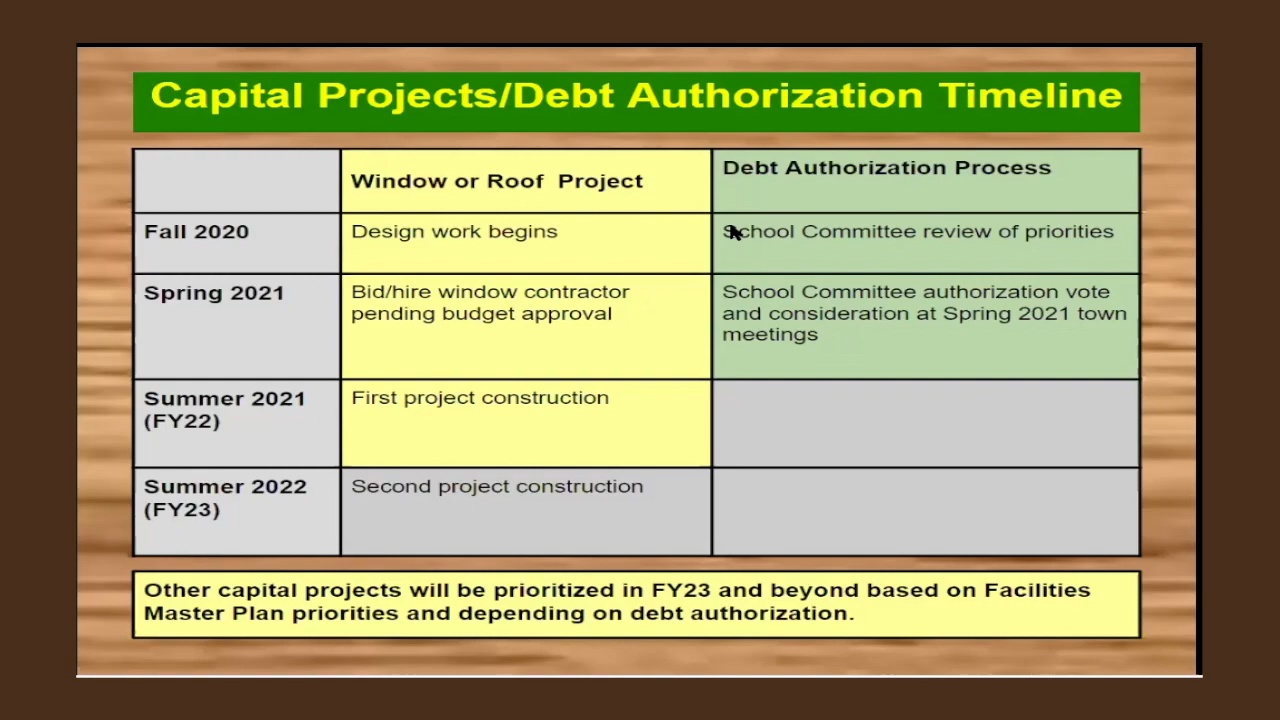 Capital Projects/Debt Authorization Timeline
Window or Roof Project
Debt Authorization Process
Fall 2020
Design work begins
School Committee review of priorities
Spring 2021
Bid/hire window contractor
pending budget approval
School Committee authorization vote
and consideration at Spring 2021 town
meetings
Summer 2021
(FY22)
First project construction
Summer 2022
(FY23)
Second project construction
Other capital projects will be prioritized in FY23 and beyond based on Facilities
Master Plan priorities and depending on debt authorization.